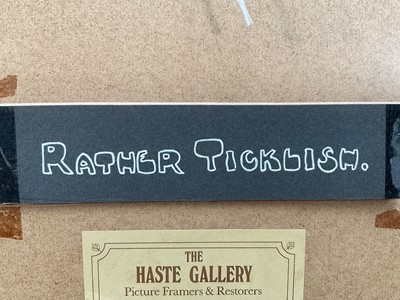 RATHER TICKLISH.
THE
HASTE GALLERY
Picture Framers & Restorers